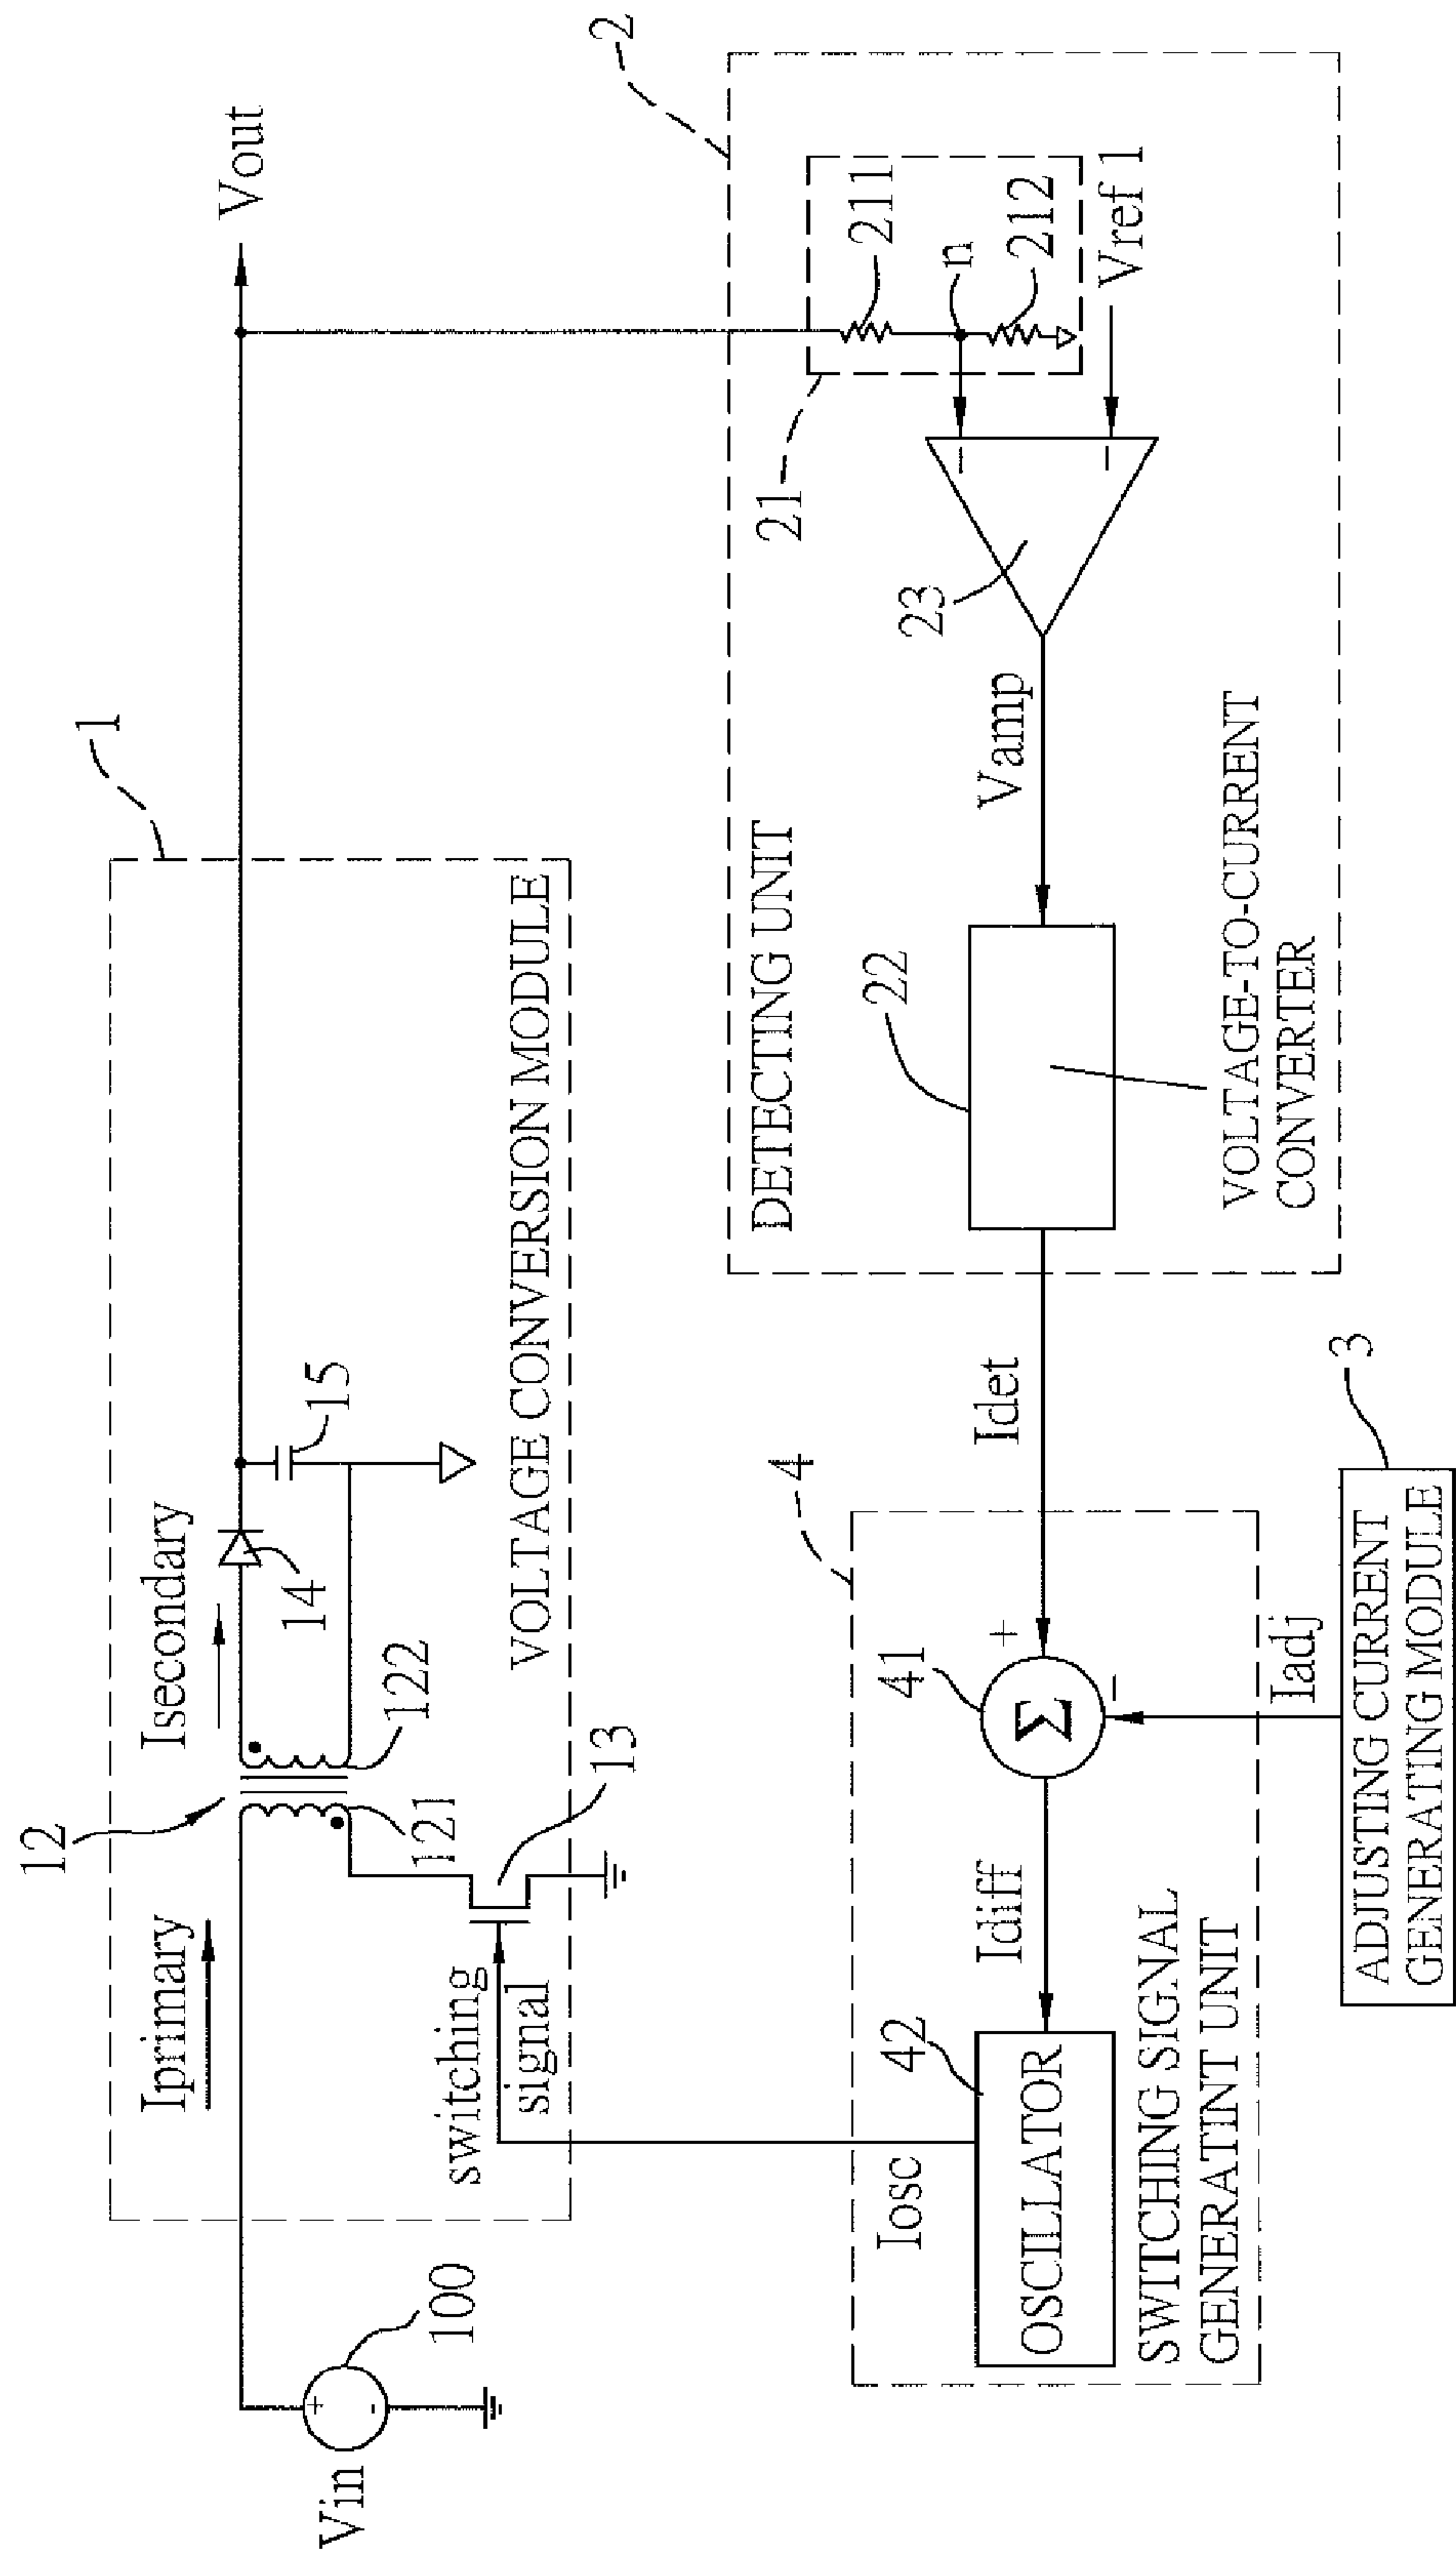 Vin
100
Iprimary
12
Isecondary
121
122
14
15
13
switching
signal
VOLTAGE CONVERSION MODULE
1
Vout
2
DETECTING UNIT
21
211
n
212
Vref 1
-
-
23
Vamp
22
VOLTAGE-TO-CURRENT
CONVERTER
Idet
4
41
+
-
Σ
Idiff
Iadj
3
ADJUSTING CURRENT
GENERATING MODULE
42
OSCILLATOR
Iosc
SWITCHING SIGNAL
GENERATINT UNIT
+
-